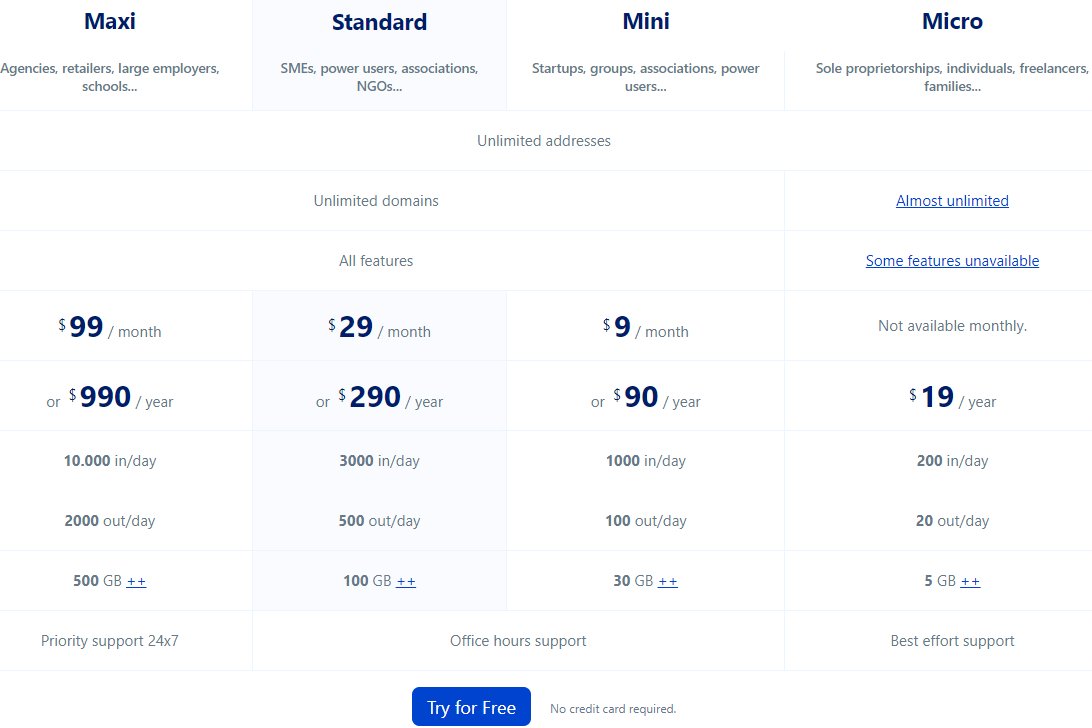 Maxi Standard Mini Micro
Agencies, retailers, large employers, SMEs, power users, associations, Startups, groups, associations, power Sole proprietorships, individuals, freelancers,
schools... NGOs... users... families...
Unlimited addresses
Unlimited domains Almost unlimited
All features Some features unavailable
$ 99 / month $ 29 / month $ 9 / month Not available monthly.
or $ 990 / year or $ 290 / year or $ 90 / year $ 19 / year
10.000 in/day 3000 in/day 1000 in/day 200 in/day
2000 out/day 500 out/day 100 out/day 20 out/day
500 GB ++ 100 GB ++ 30 GB ++ 5 GB ++
Priority support 24x7 Office hours support Best effort support
Try for Free No credit card required.